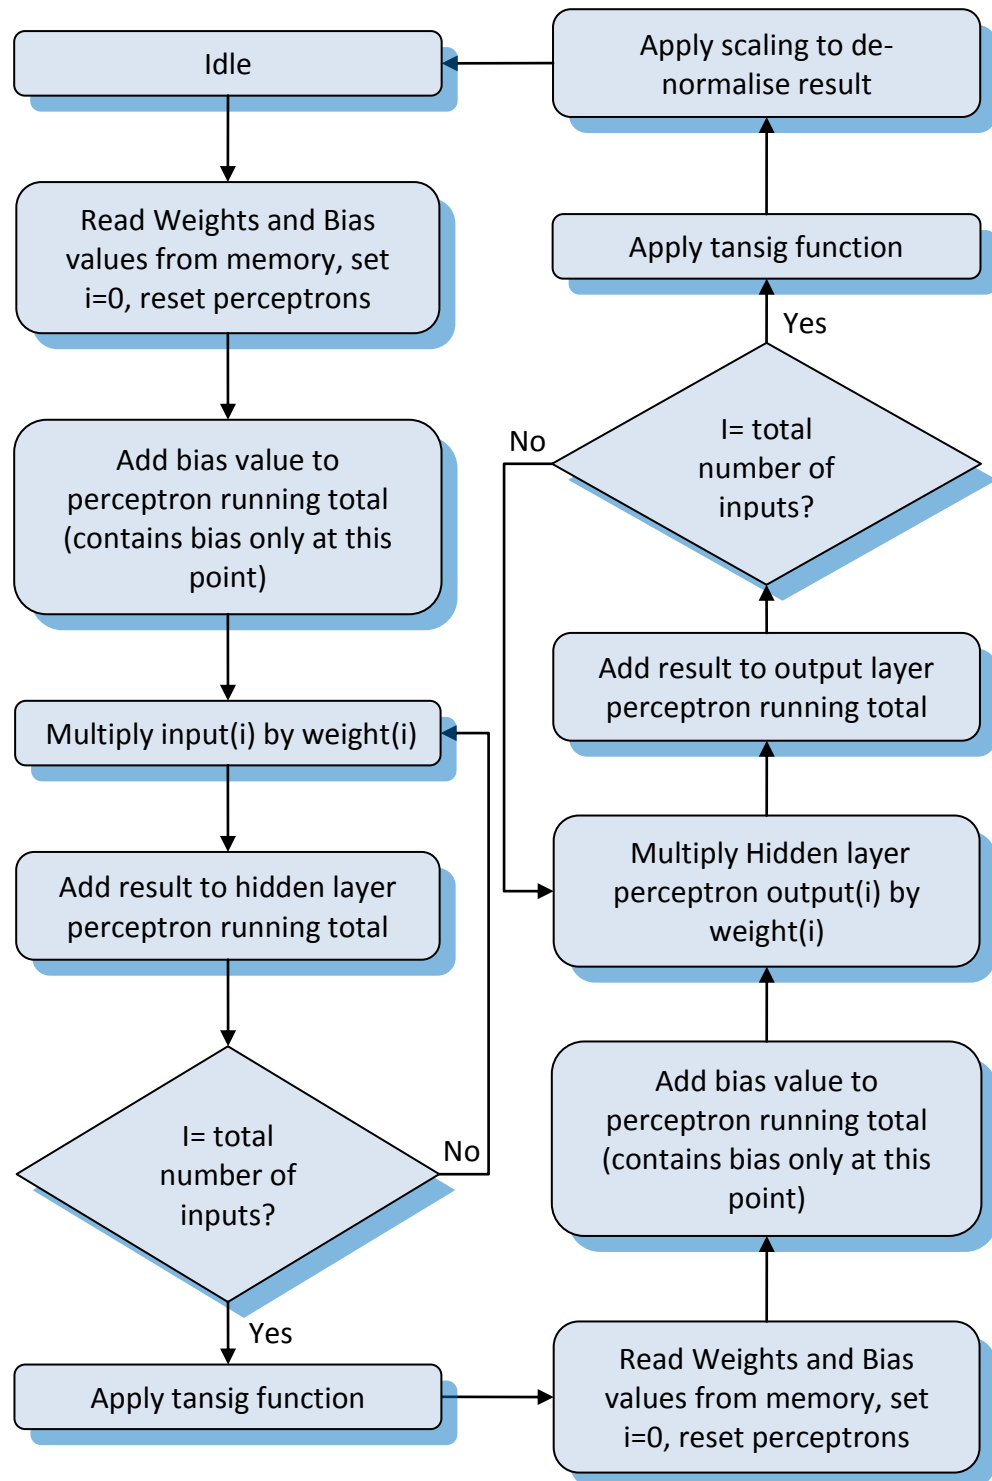 Idle
Read Weights and Bias
values from memory, set
i=0, reset perceptrons
Add bias value to
perceptron running total
(contains bias only at this
point)
Multiply input(i) by weight(i)
Add result to hidden layer
perceptron running total
I= total
number of
inputs?
No
Yes
Apply tansig function
Read Weights and Bias
values from memory, set
i=0, reset perceptrons
Add bias value to
perceptron running total
(contains bias only at this
point)
Multiply Hidden layer
perceptron output(i) by
weight(i)
Add result to output layer
perceptron running total
I= total
number of
inputs?
No
Yes
Apply tansig function
Apply scaling to de-
normalise result